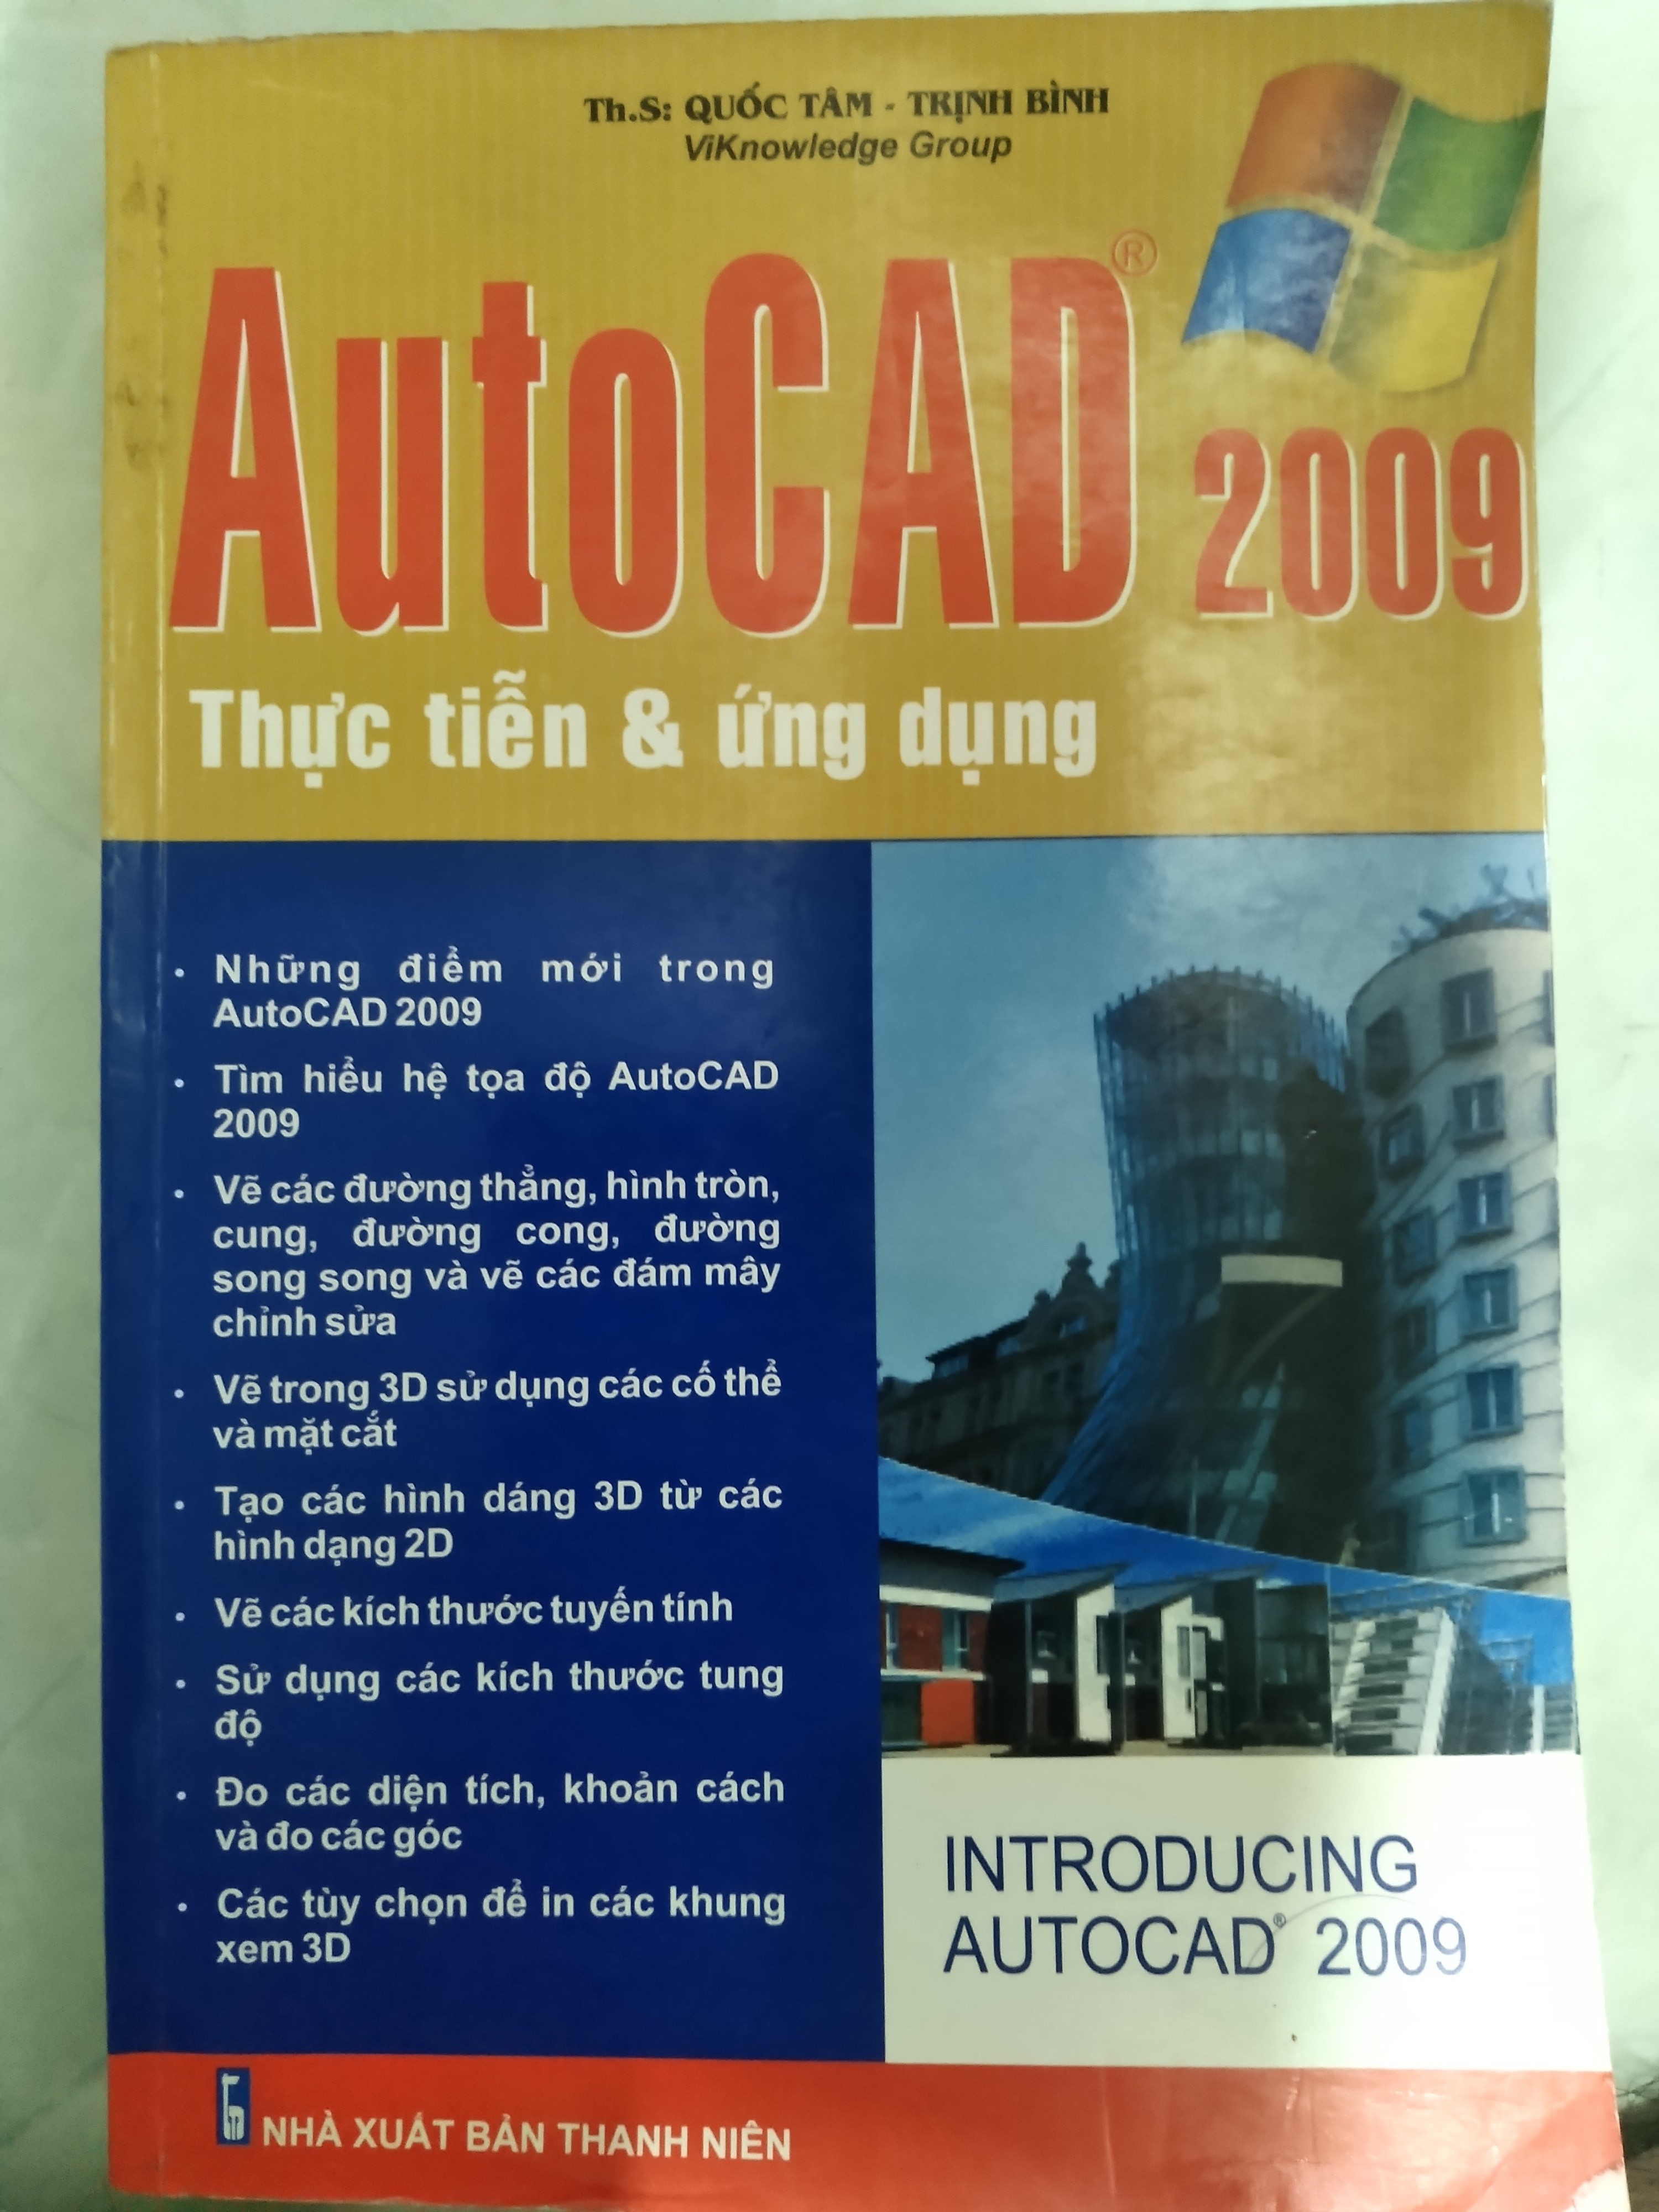 Th.S: QUỐC TÂM - TRỊNH BÌNH
ViKnowledge Group
AutoCAD® 2009
Thực tiễn & ứng dụng
• Những điểm mới trong
AutoCAD 2009
• Tìm hiểu hệ tọa độ AutoCAD
2009
• Vẽ các đường thẳng, hình tròn,
cung, đường cong, đường
song song và vẽ các đám mây
chỉnh sửa
• Vẽ trong 3D sử dụng các cố thể
và mặt cắt
• Tạo các hình dáng 3D từ các
hình dạng 2D
• Vẽ các kích thước tuyến tính
• Sử dụng các kích thước tung
độ
• Đo các diện tích, khoản cách
và đo các góc
• Các tùy chọn để in các khung
xem 3D
INTRODUCING
AUTOCAD® 2009
NHÀ XUẤT BẢN THANH NIÊN